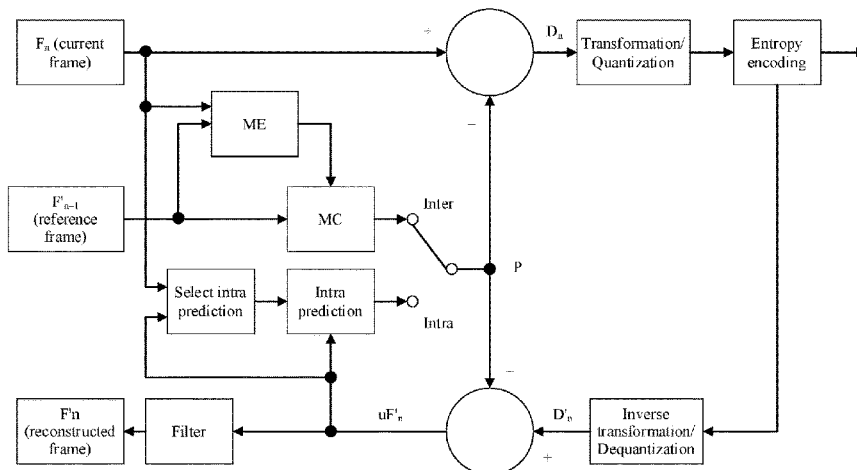 Fn (current
frame)
+
Dn
Transformation/
Quantization
Entropy
encoding
ME
−
F'n−1
(reference
frame)
MC
Inter
P
Select intra
prediction
Intra
prediction
Intra
−
F'n
(reconstructed
frame)
Filter
uF'n
+
D'n
Inverse
transformation/
Dequantization